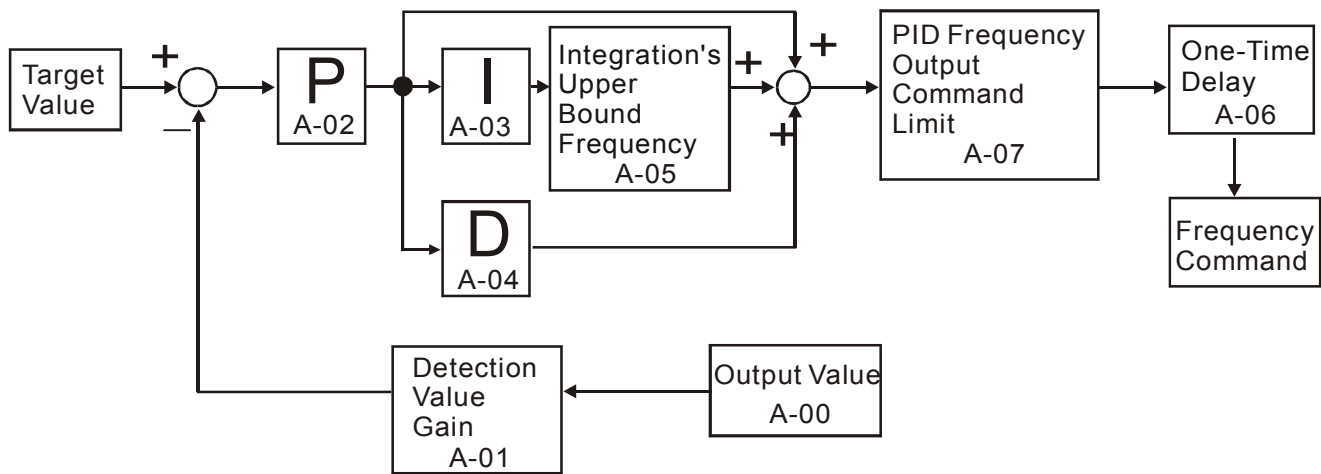 Target
Value
+
−
P
A-02
I
A-03
Integration's
Upper
Bound
Frequency
A-05
+
+
+
PID Frequency
Output
Command
Limit
A-07
One-Time
Delay
A-06
D
A-04
Frequency
Command
Detection
Value
Gain
A-01
Output Value
A-00